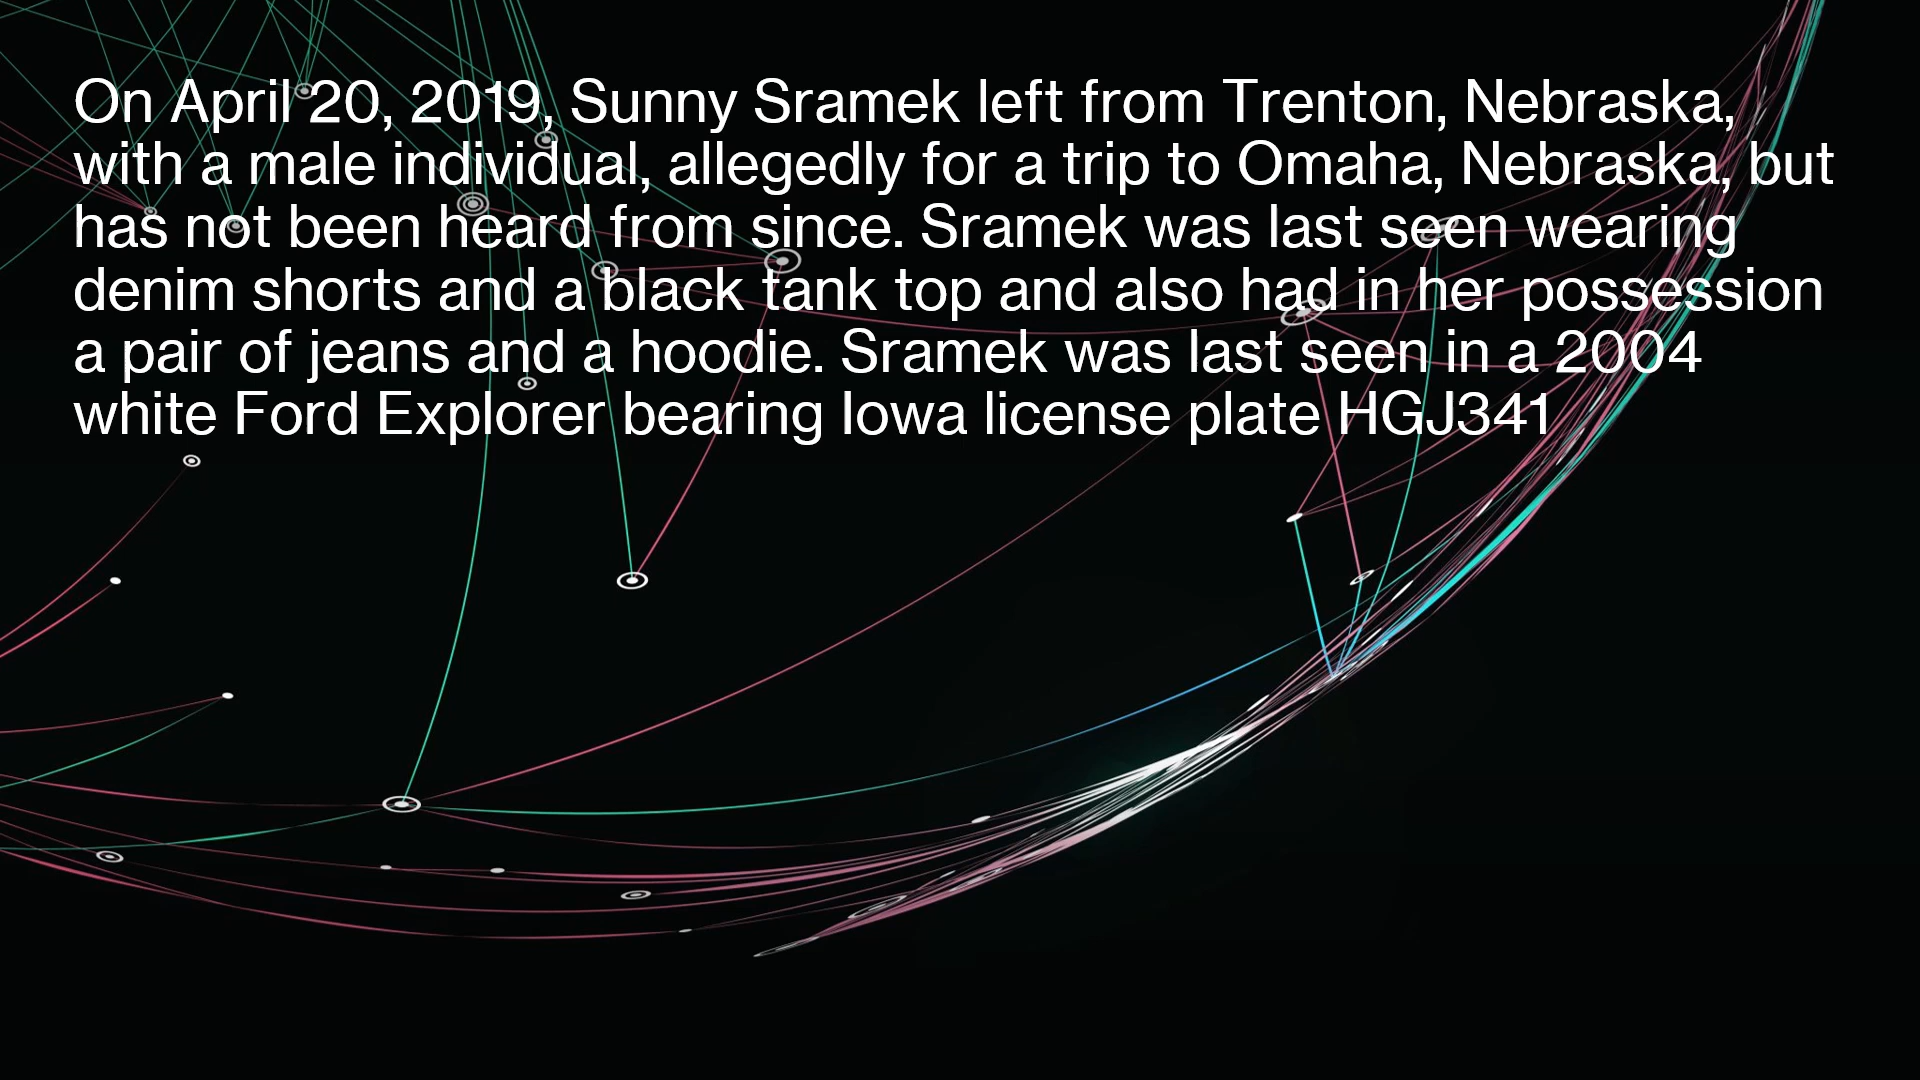 On April 20, 2019, Sunny Sramek left from Trenton, Nebraska,
with a male individual, allegedly for a trip to Omaha, Nebraska, but
has not been heard from since. Sramek was last seen wearing
denim shorts and a black tank top and also had in her possession
a pair of jeans and a hoodie. Sramek was last seen in a 2004
white Ford Explorer bearing Iowa license plate HGJ341